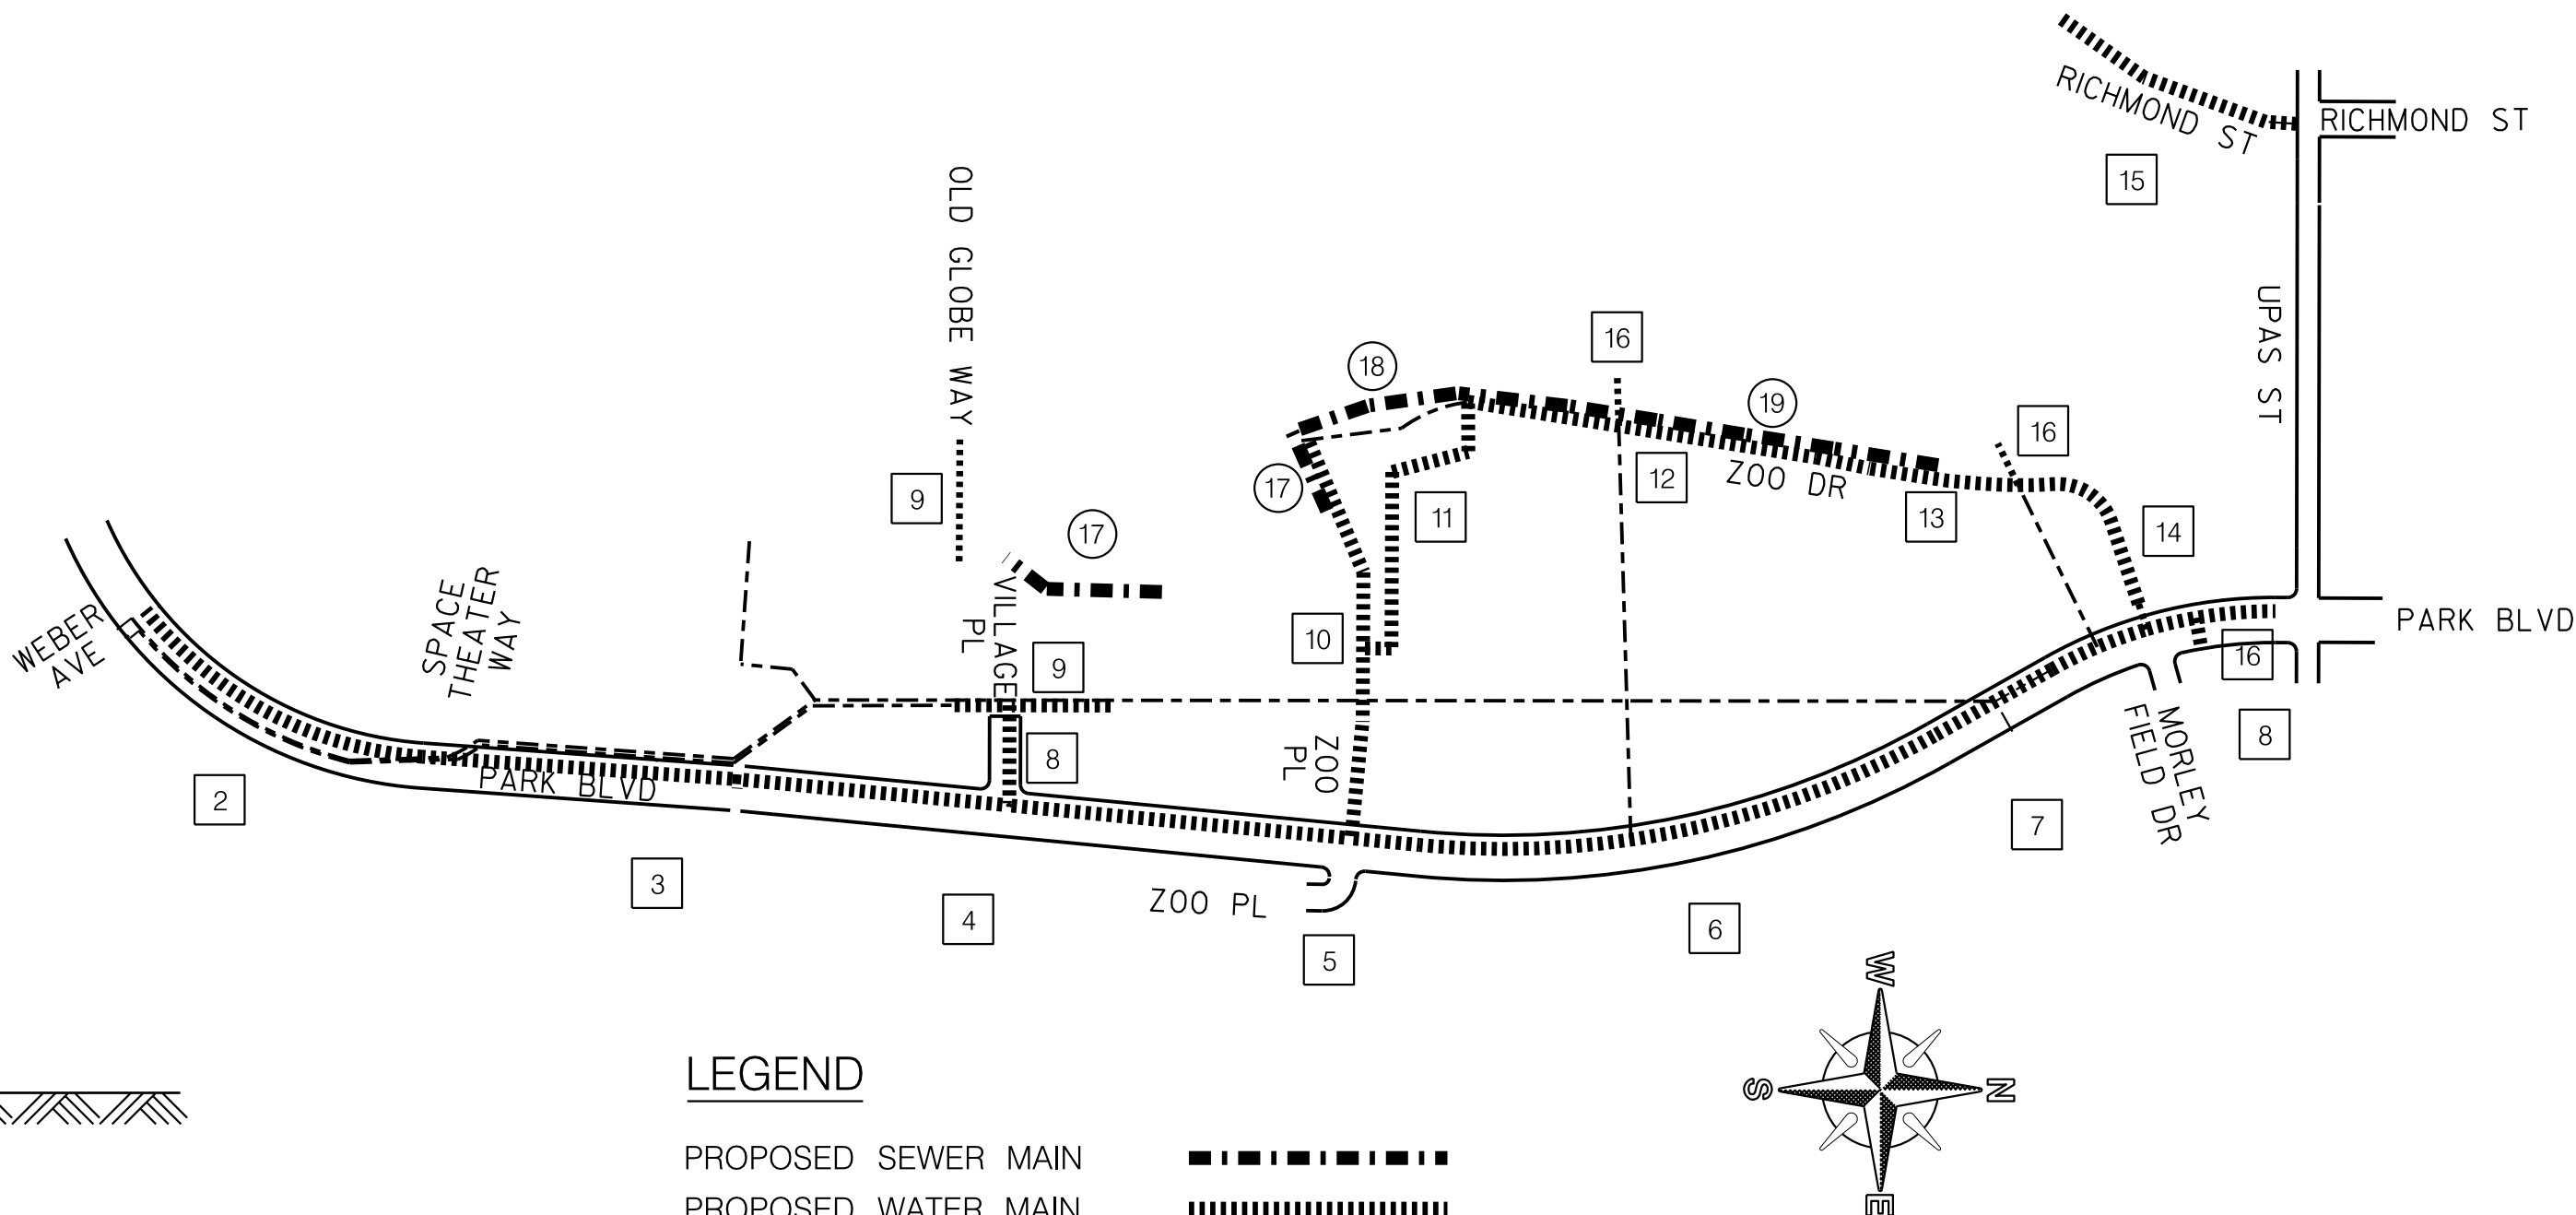 RICHMOND ST
RICHMOND ST
15
OLD GLOBE WAY
UPAS ST
16
18
19
16
9
17
11
12
ZOO DR
13
14
17
SPACE
THEATER
WAY
WEBER
AVE
VILLAGE
PL
9
10
PARK BLVD
16
8
ZOO
PL
MORLEY
FIELD DR
8
2
PARK BLVD
7
3
4
ZOO PL
5
6
W
N
S
E
LEGEND
PROPOSED SEWER MAIN
PROPOSED WATER MAIN